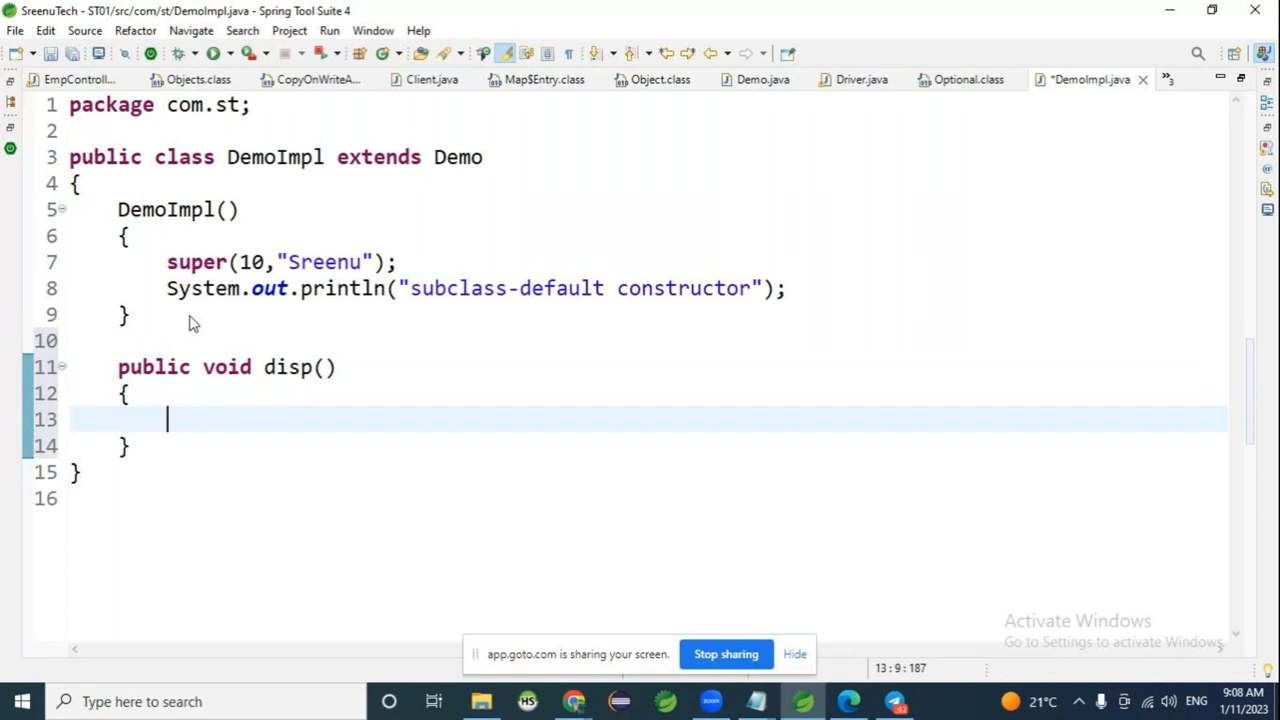 SreenuTech - ST01/src/com/st/DemoImpl.java - Spring Tool Suite 4
File Edit Source Refactor Navigate Search Project Run Window Help
EmpControll... Objects.class CopyOnWriteA... Client.java Map$Entry.class Object.class Demo.java Driver.java Optional.class *DemoImpl.java »3
1 package com.st;
2
3 public class DemoImpl extends Demo
4 {
5 DemoImpl()
6 {
7 super(10,"Sreenu");
8 System.out.println("subclass-default constructor");
9 }
10
11 public void disp()
12 {
13
14 }
15 }
16
Activate Windows
Go to Settings to activate Windows.
app.goto.com is sharing your screen. Stop sharing Hide
13:9:187
Type here to search
21°C ENG 9:08 AM
1/11/2023